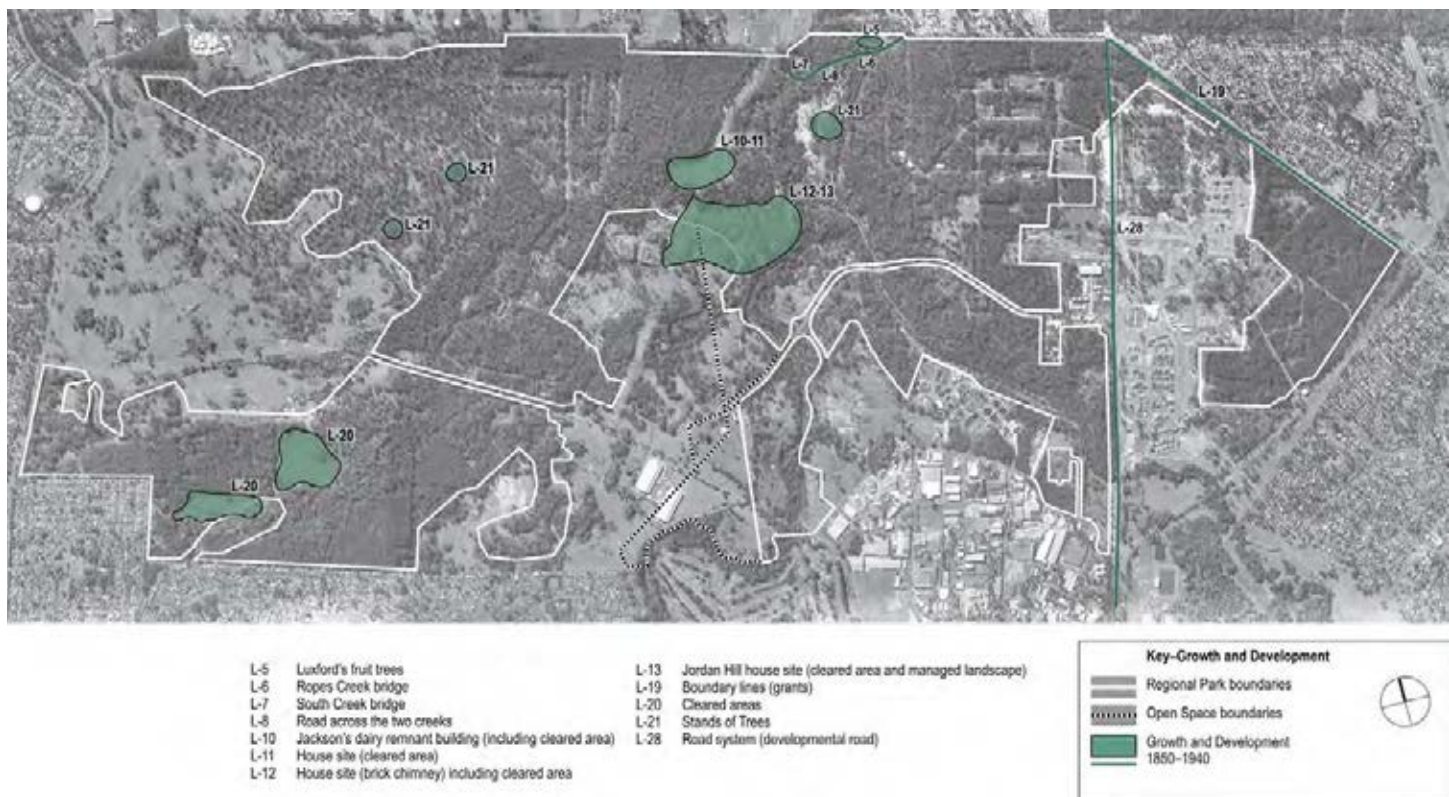 L-5
L-7
L-6
L-8
L-19
L-21
L-10-11
L-21
L-12-13
L-21
L-28
L-20
L-20
L-5 Luxford's fruit trees
L-6 Ropes Creek bridge
L-7 South Creek bridge
L-8 Road across the two creeks
L-10 Jackson's dairy remnant building (including cleared area)
L-11 House site (cleared area)
L-12 House site (brick chimney) including cleared area
L-13 Jordan Hill house site (cleared area and managed landscape)
L-19 Boundary lines (grants)
L-20 Cleared areas
L-21 Stands of Trees
L-28 Road system (developmental road)
Key–Growth and Development
Regional Park boundaries
Open Space boundaries
Growth and Development
1850–1940